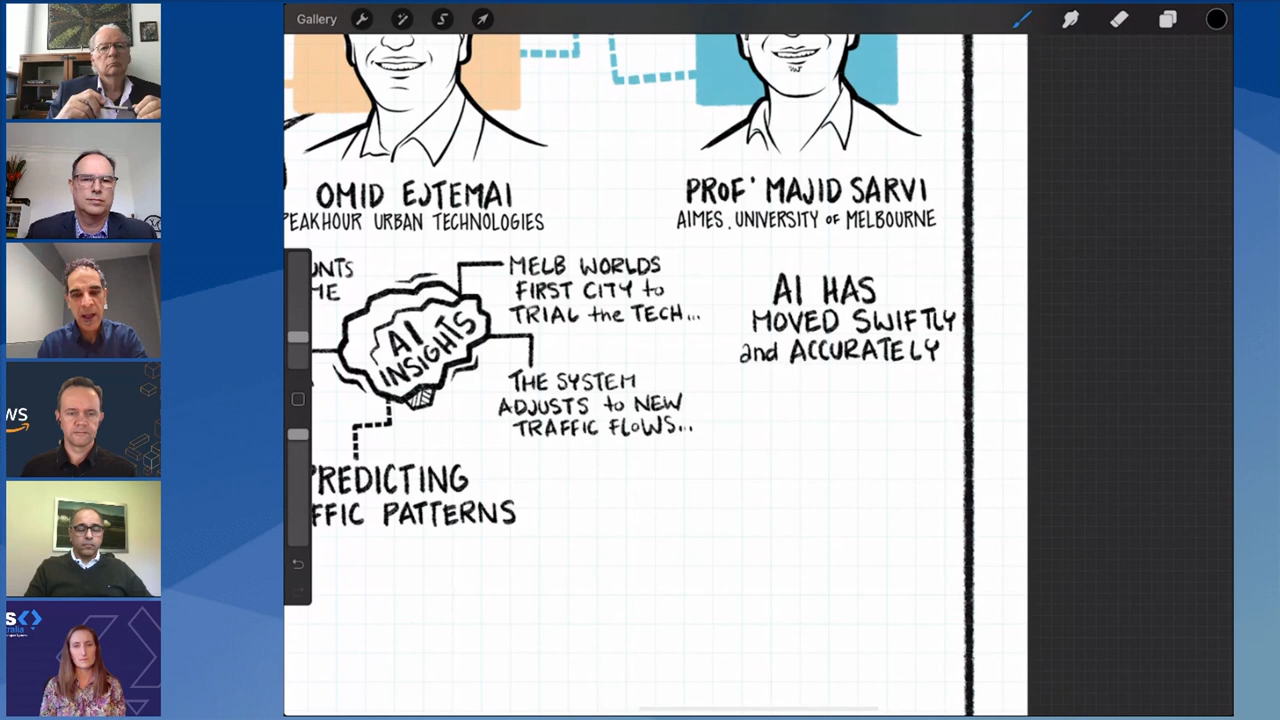 Gallery
OMID EJTEMAI
PEAKHOUR URBAN TECHNOLOGIES
PROF' MAJID SARVI
AIMES. UNIVERSITY of MELBOURNE
UNTS
ME
AI
INSIGHTS
MELB WORLDS
FIRST CITY to
TRIAL the TECH...
THE SYSTEM
ADJUSTS to NEW
TRAFFIC FLOWS...
PREDICTING
FFIC PATTERNS
AI HAS
MOVED SWIFTLY
and ACCURATELY
ws
S
ralia